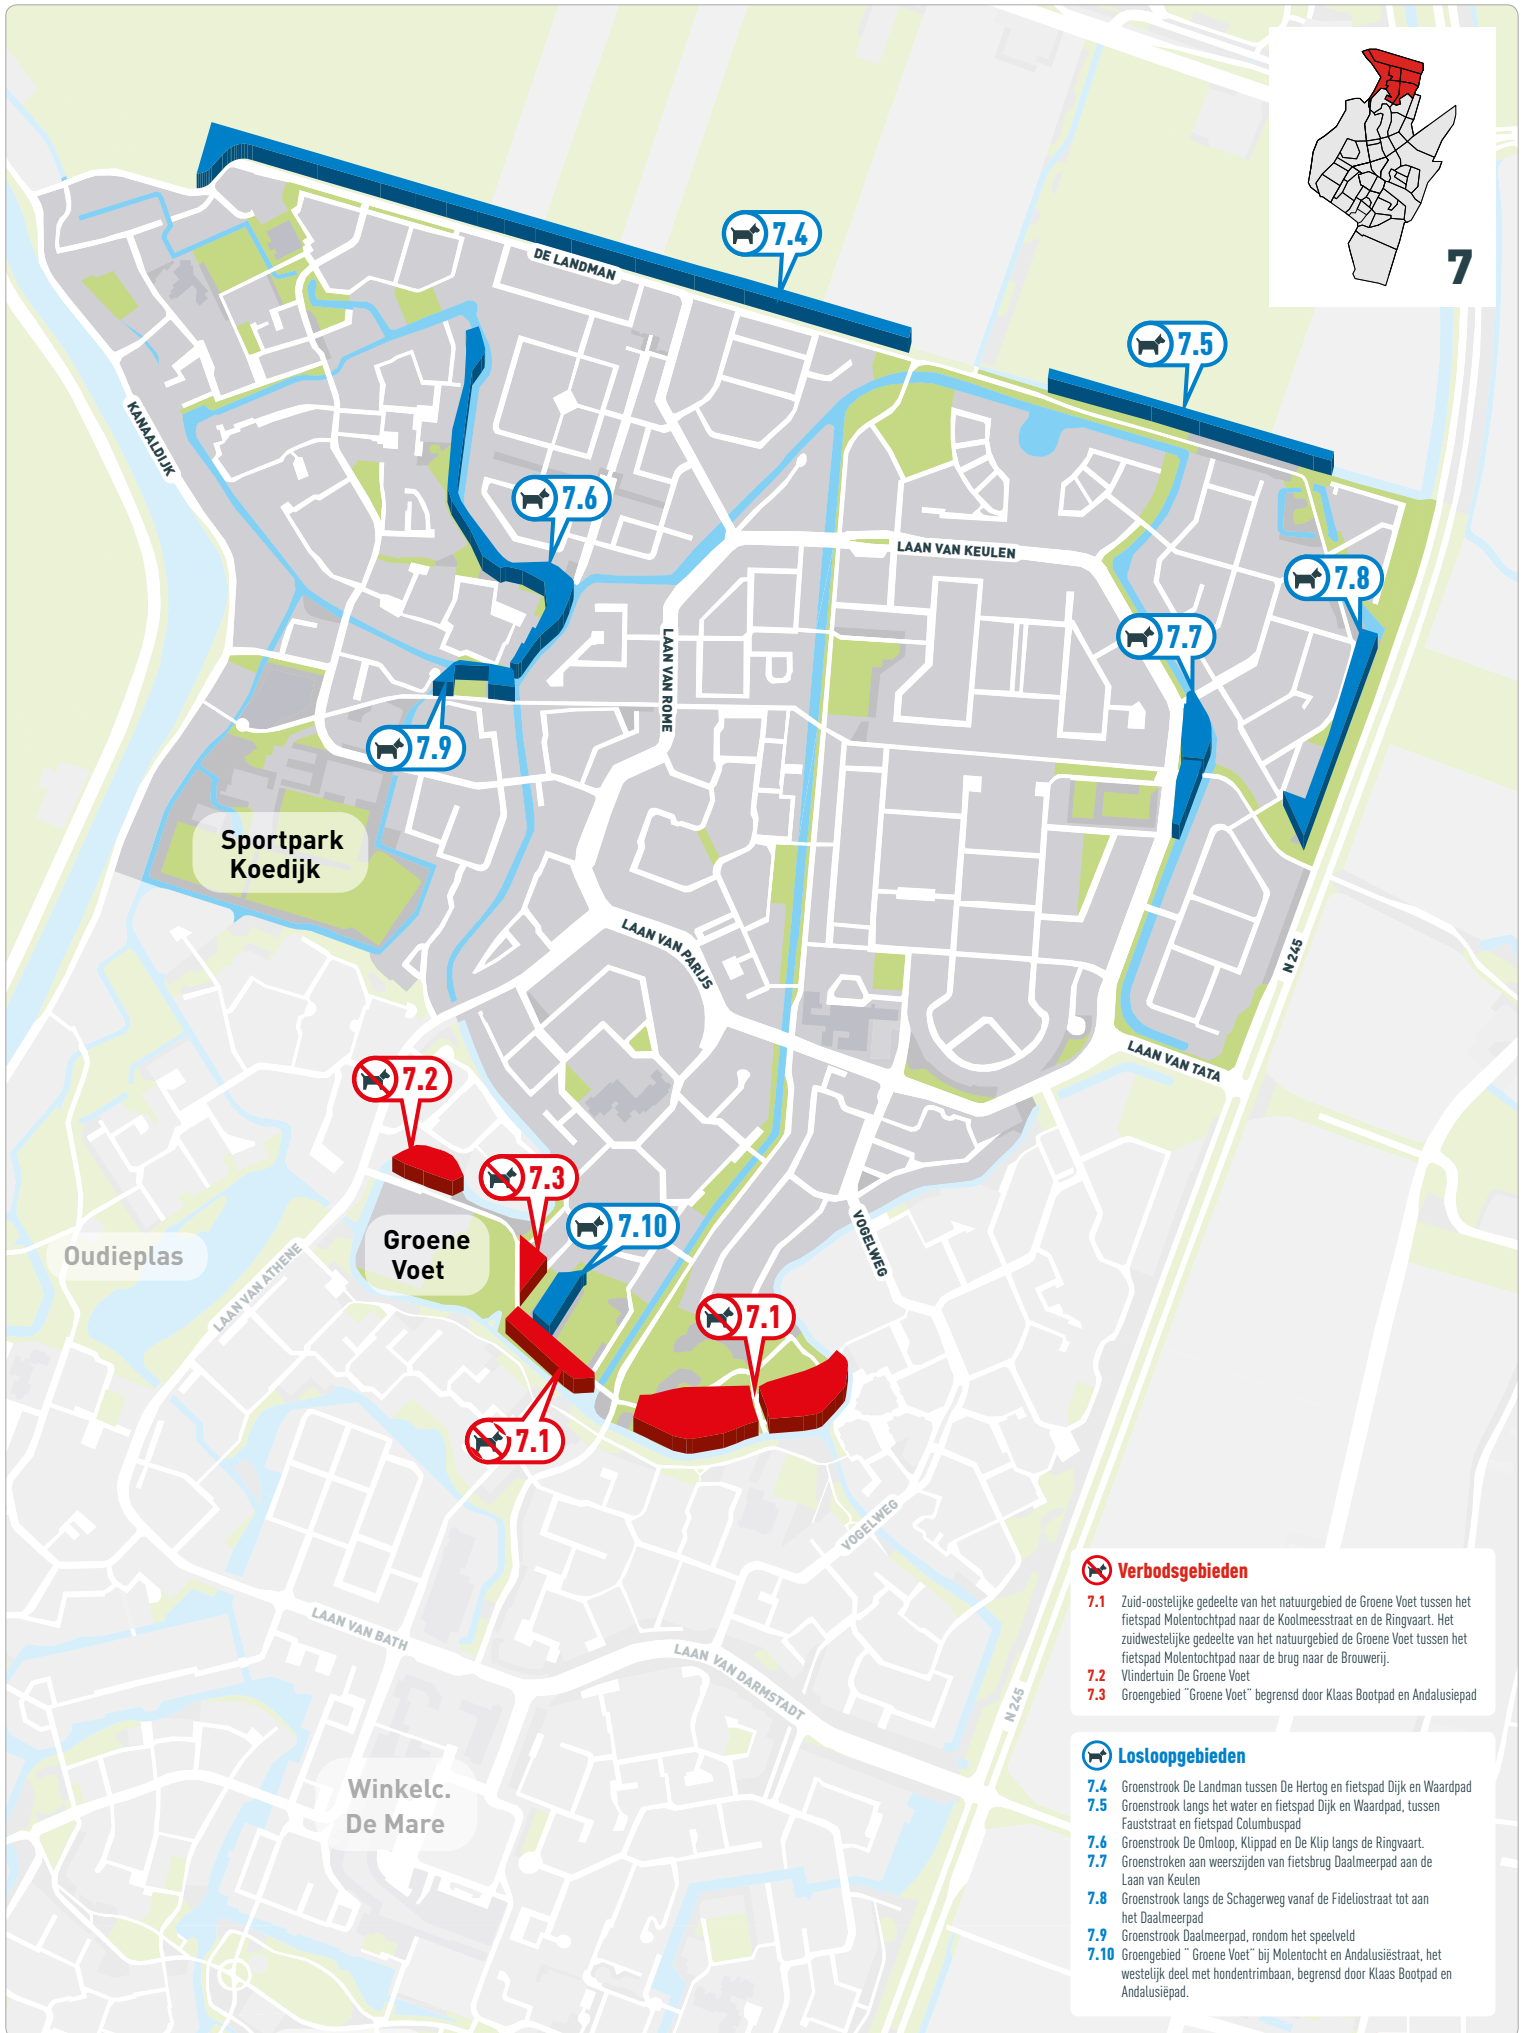 7
7.4
DE LANDMAN
7.5
KANAALDIJK
7.6
LAAN VAN KEULEN
7.8
7.7
LAAN VAN ROME
7.9
Sportpark
Koedijk
LAAN VAN PARIJS
N 245
LAAN VAN TATA
7.2
7.3
7.10
Groene
Voet
VOGELWEG
Oudieplas
LAAN VAN ATHENE
7.1
7.1
VOGELWEG
LAAN VAN BATH
LAAN VAN DARMSTADT
N 245
Winkelc.
De Mare
Verbodsgebieden
7.1 Zuid-oostelijke gedeelte van het natuurgebied de Groene Voet tussen het
fietspad Molentochtpad naar de Koolmeesstraat en de Ringvaart. Het
zuidwestelijke gedeelte van het natuurgebied de Groene Voet tussen het
fietspad Molentochtpad naar de brug naar de Brouwerij.
7.2 Vlindertuin De Groene Voet
7.3 Groengebied "Groene Voet" begrensd door Klaas Bootpad en Andalusiepad
Losloopgebieden
7.4 Groenstrook De Landman tussen De Hertog en fietspad Dijk en Waardpad
7.5 Groenstrook langs het water en fietspad Dijk en Waardpad, tussen
Fauststraat en fietspad Columbuspad
7.6 Groenstrook De Omloop, Klippad en De Klip langs de Ringvaart.
7.7 Groenstroken aan weerszijden van fietsbrug Daalmeerpad aan de
Laan van Keulen
7.8 Groenstrook langs de Schagerweg vanaf de Fideliostraat tot aan
het Daalmeerpad
7.9 Groenstrook Daalmeerpad, rondom het speelveld
7.10 Groengebied " Groene Voet" bij Molentocht en Andalusiëstraat, het
westelijk deel met hondentrimbaan, begrensd door Klaas Bootpad en
Andalusiëpad.